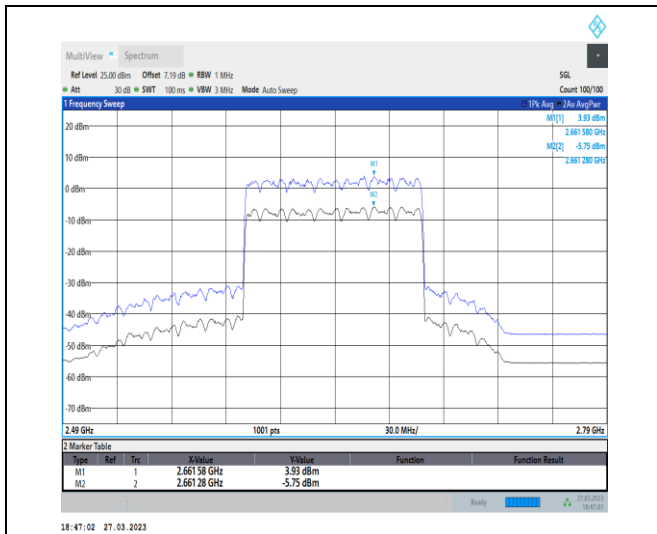 MultiView Spectrum
Ref Level 25.00 dBm Offset 7.19 dB RBW 1 MHz SGL
Att 30 dB SWT 100 ms VBW 3 MHz Mode Auto Sweep Count 100/100
1 Frequency Sweep 1Pk Avg 2Av AvgPwr
M1[1] 3.93 dBm
2.661 580 GHz
M2[2] -5.75 dBm
2.661 280 GHz
20 dBm
10 dBm
M1
0 dBm
M2
-10 dBm
-20 dBm
-30 dBm
-40 dBm
-50 dBm
-60 dBm
-70 dBm
2.49 GHz 1001 pts 30.0 MHz/ 2.79 GHz
2 Marker Table
Type Ref Trc X-Value Y-Value Function Function Result
M1 1 2.661 58 GHz 3.93 dBm
M2 2 2.661 28 GHz -5.75 dBm
Ready 27.03.2023
18:47:01
18:47:02 27.03.2023